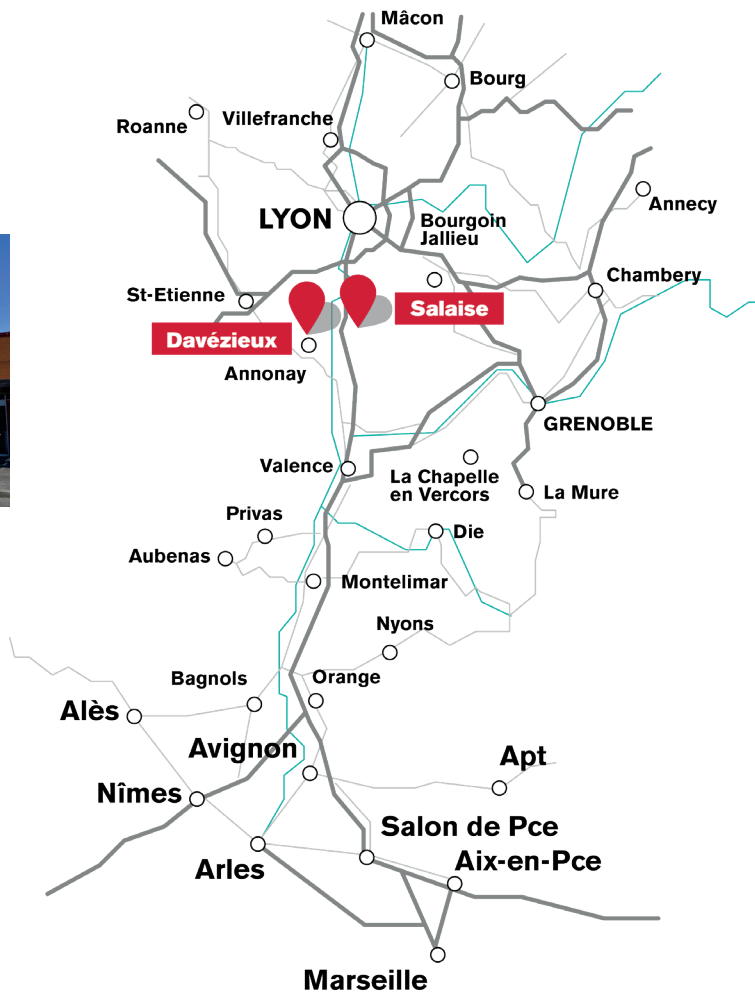 Mâcon
Bourg
Villefranche
Roanne
Annecy
LYON
Bourgoin
Jallieu
Chambery
St-Etienne
Salaise
Davézieux
Annonay
GRENOBLE
Valence
La Chapelle
en Vercors
La Mure
Privas
Die
Aubenas
Montelimar
Nyons
Bagnols
Orange
Alès
Avignon
Apt
Nîmes
Salon de Pce
Arles
Aix-en-Pce
Marseille